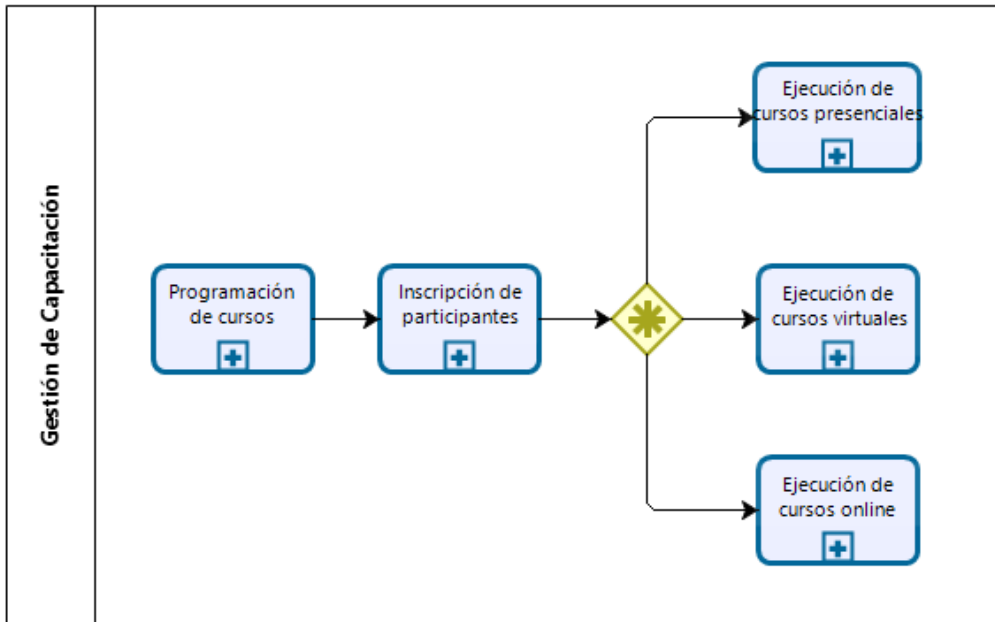 Gestión de Capacitación
Programación
de cursos
Inscripción de
participantes
Ejecución de
cursos presenciales
Ejecución de
cursos virtuales
Ejecución de
cursos online